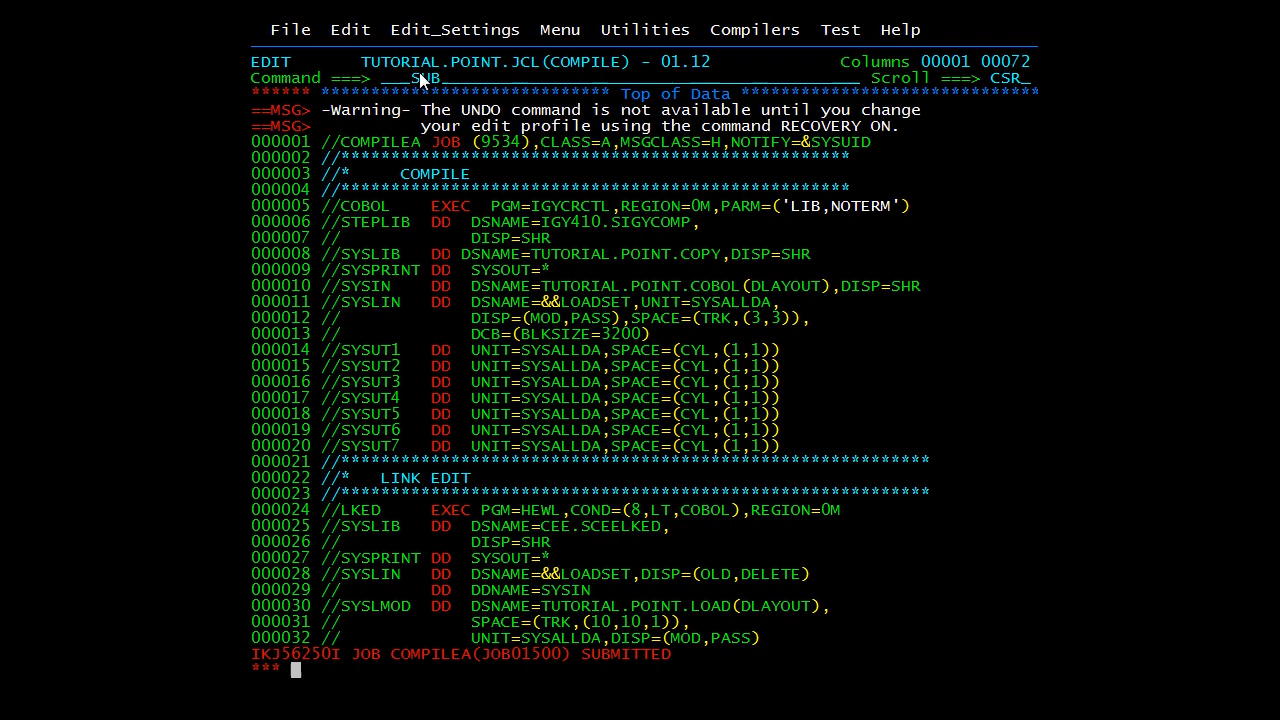 File  Edit  Edit_Settings  Menu  Utilities  Compilers  Test  Help
EDIT       TUTORIAL.POINT.JCL(COMPILE) - 01.12             Columns 00001 00072
Command ===> ___SUB__________________________________________ Scroll ===> CSR_
****** ***************************** Top of Data ******************************
==MSG> -Warning- The UNDO command is not available until you change
==MSG>           your edit profile using the command RECOVERY ON.
000001 //COMPILEA JOB (9534),CLASS=A,MSGCLASS=H,NOTIFY=&SYSUID
000002 //***************************************************
000003 //*     COMPILE
000004 //***************************************************
000005 //COBOL    EXEC  PGM=IGYCRCTL,REGION=0M,PARM=('LIB,NOTERM')
000006 //STEPLIB  DD  DSNAME=IGY410.SIGYCOMP,
000007 //             DISP=SHR
000008 //SYSLIB   DD DSNAME=TUTORIAL.POINT.COPY,DISP=SHR
000009 //SYSPRINT DD  SYSOUT=*
000010 //SYSIN    DD  DSNAME=TUTORIAL.POINT.COBOL(DLAYOUT),DISP=SHR
000011 //SYSLIN   DD  DSNAME=&&LOADSET,UNIT=SYSALLDA,
000012 //             DISP=(MOD,PASS),SPACE=(TRK,(3,3)),
000013 //             DCB=(BLKSIZE=3200)
000014 //SYSUT1   DD  UNIT=SYSALLDA,SPACE=(CYL,(1,1))
000015 //SYSUT2   DD  UNIT=SYSALLDA,SPACE=(CYL,(1,1))
000016 //SYSUT3   DD  UNIT=SYSALLDA,SPACE=(CYL,(1,1))
000017 //SYSUT4   DD  UNIT=SYSALLDA,SPACE=(CYL,(1,1))
000018 //SYSUT5   DD  UNIT=SYSALLDA,SPACE=(CYL,(1,1))
000019 //SYSUT6   DD  UNIT=SYSALLDA,SPACE=(CYL,(1,1))
000020 //SYSUT7   DD  UNIT=SYSALLDA,SPACE=(CYL,(1,1))
000021 //***********************************************************
000022 //*   LINK EDIT
000023 //***********************************************************
000024 //LKED     EXEC PGM=HEWL,COND=(8,LT,COBOL),REGION=0M
000025 //SYSLIB   DD  DSNAME=CEE.SCEELKED,
000026 //             DISP=SHR
000027 //SYSPRINT DD  SYSOUT=*
000028 //SYSLIN   DD  DSNAME=&&LOADSET,DISP=(OLD,DELETE)
000029 //         DD  DDNAME=SYSIN
000030 //SYSLMOD  DD  DSNAME=TUTORIAL.POINT.LOAD(DLAYOUT),
000031 //             SPACE=(TRK,(10,10,1)),
000032 //             UNIT=SYSALLDA,DISP=(MOD,PASS)
IKJ56250I JOB COMPILEA(JOB01500) SUBMITTED
***